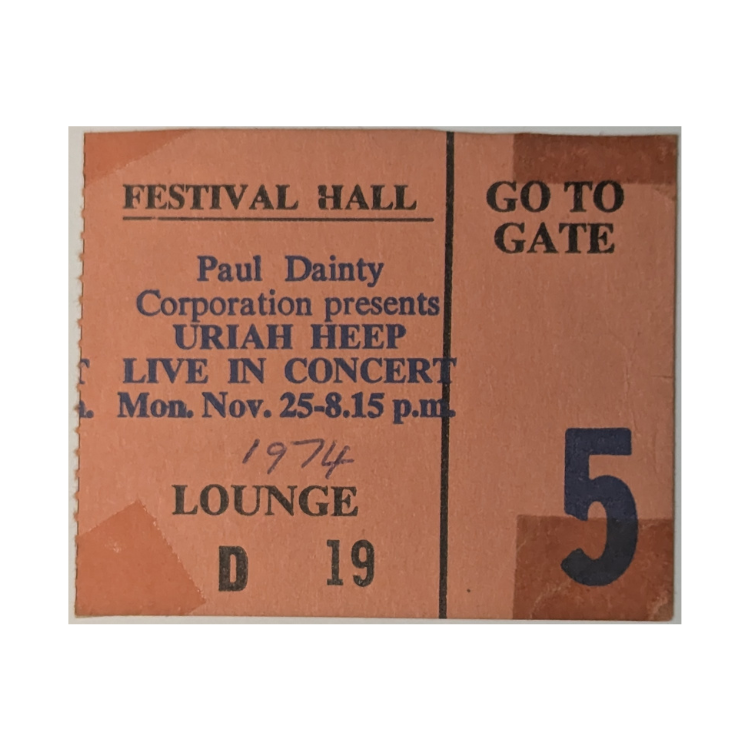 FESTIVAL HALL
Paul Dainty
Corporation presents
URIAH HEEP
LIVE IN CONCERT
Mon. Nov. 25-8.15 p.m.
1974
LOUNGE
D 19
GO TO
GATE
5